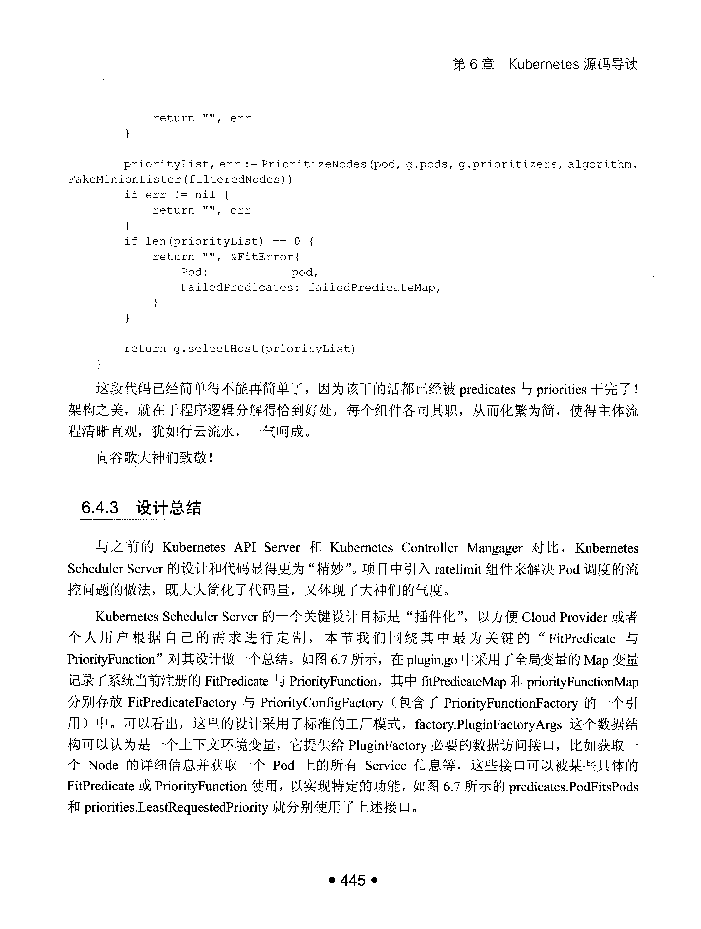 第 6 章 Kubernetes 源码导读
return "", err
}
priorityList, err := PrioritizeNodes(pod, g.pods, g.prioritizers, algorithm.
FakeMinionLister(filteredNodes))
if err != nil {
return "", err
}
if len(priorityList) == 0 {
return "", &FitError{
Pod: pod,
FailedPredicates: failedPredicateMap,
}
}
return g.selectHost(priorityList)
}
这段代码已经简单得不能再简单了，因为该干的活都已经被 predicates 与 priorities 干完了！
架构之美，就在于程序逻辑分解得恰到好处，每个组件各司其职，从而化繁为简，使得主体流
程清晰直观，犹如行云流水，一气呵成。
向谷歌大神们致敬！
6.4.3 设计总结
与之前的 Kubernetes API Server 和 Kubernetes Controller Mangager 对比，Kubernetes
Scheduler Server 的设计和代码显得更为“精妙”。项目中引入 ratelimit 组件来解决 Pod 调度的流
控问题的做法，既大大简化了代码量，又体现了大神们的气度。
Kubernetes Scheduler Server 的一个关键设计目标是“插件化”，以方便 Cloud Provider 或者
个人用户根据自己的需求进行定制，本节我们围绕其中最为关键的“FitPredicate 与
PriorityFunction”对其设计做一个总结。如图 6.7 所示，在 plugin.go 中采用了全局变量的 Map 变量
记录了系统当前注册的 FitPredicate 与 PriorityFunction，其中 fitPredicateMap 和 priorityFunctionMap
分别存放 FitPredicateFactory 与 PriorityConfigFactory（包含了 PriorityFunctionFactory 的一个引
用）中。可以看出，这里的设计采用了标准的工厂模式，factory.PluginFactoryArgs 这个数据结
构可以认为是一个上下文环境变量，它提供给 PluginFactory 必要的数据访问接口，比如获取一
个 Node 的详细信息并获取一个 Pod 上的所有 Service 信息等，这些接口可以被某些具体的
FitPredicate 或 PriorityFunction 使用，以实现特定的功能，如图 6.7 所示的 predicates.PodFitsPods
和 priorities.LeastRequestedPriority 就分别使用了上述接口。
• 445 •